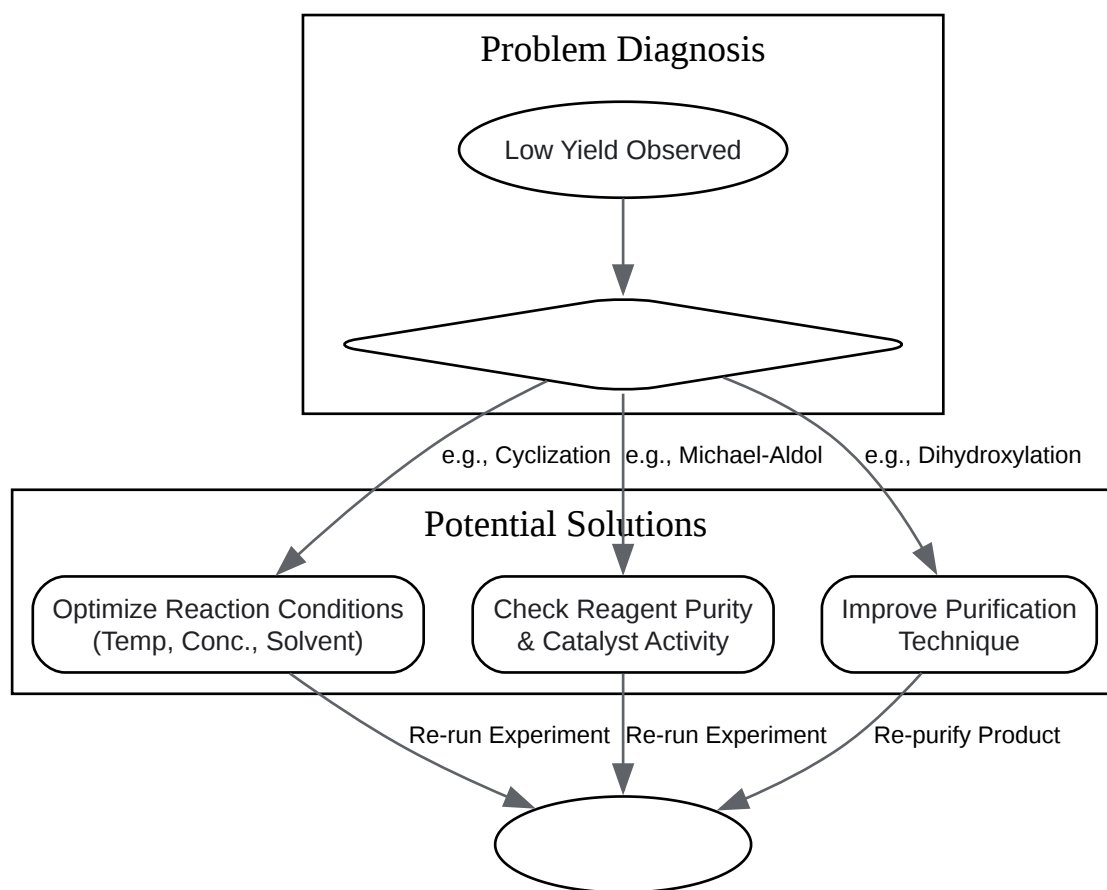 Problem Diagnosis
Low Yield Observed
e.g., Cyclization
e.g., Michael-Aldol
e.g., Dihydroxylation
Potential Solutions
Optimize Reaction Conditions
(Temp, Conc., Solvent)
Check Reagent Purity
& Catalyst Activity
Improve Purification
Technique
Re-run Experiment
Re-run Experiment
Re-purify Product